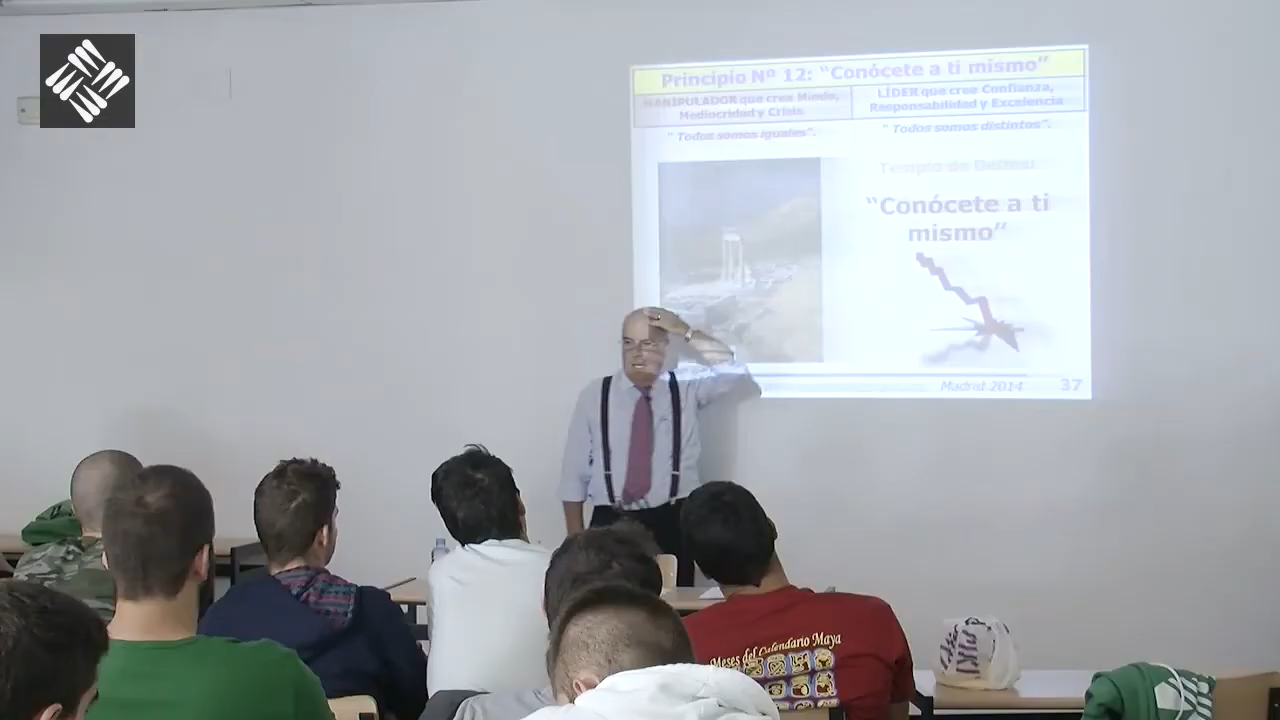 Principio Nº 12: “Conócete a ti mismo”
MANIPULADOR que crea Miedo,
Mediocridad y Crisis
LÍDER que crea Confianza,
Responsabilidad y Excelencia
“Todos somos iguales”.
“Todos somos distintos”.
Templo de Delfos:
“Conócete a ti
mismo”
Madrid 2014
37
Meses del Calendario Maya